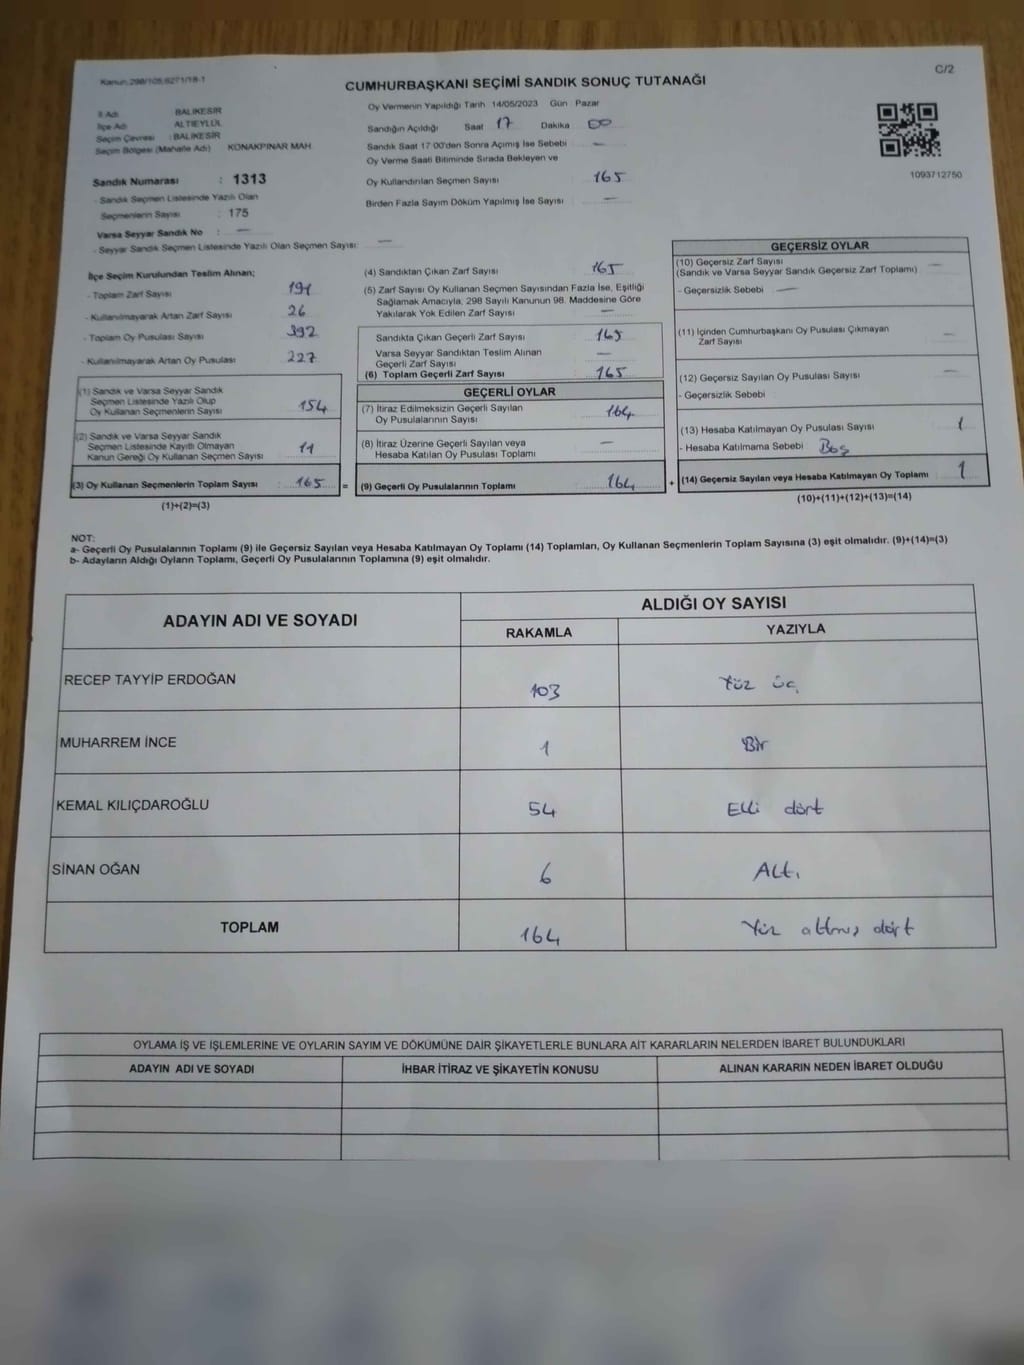 Kanun: 298/105,6271/18-1
C/2
CUMHURBAŞKANI SEÇİMİ SANDIK SONUÇ TUTANAĞI
İl Adı BALIKESİR
İlçe Adı ALTIEYLÜL
Seçim Çevresi : BALIKESİR
Seçim Bölgesi (Mahalle Adı) KONAKPINAR MAH.
Sandık Numarası : 1313
- Sandık Seçmen Listesinde Yazılı Olan
Seçmenlerin Sayısı : 175
Varsa Seyyar Sandık No : —
- Seyyar Sandık Seçmen Listesinde Yazılı Olan Seçmen Sayısı: —
Oy Vermenin Yapıldığı Tarih 14/05/2023 Gün Pazar
Sandığın Açıldığı Saat 17 Dakika 00
Sandık Saat 17:00'den Sonra Açımış İse Sebebi —
Oy Verme Saati Bitiminde Sırada Bekleyen ve
Oy Kullandırılan Seçmen Sayısı 165
Birden Fazla Sayım Döküm Yapılmış İse Sayısı —
1093712750
İlçe Seçim Kurulundan Teslim Alınan;
- Toplam Zarf Sayısı 191
- Kullanılmayarak Artan Zarf Sayısı 26
- Toplam Oy Pusulası Sayısı 392
- Kullanılmayarak Artan Oy Pusulası 227
(1) Sandık ve Varsa Seyyar Sandık
Seçmen Listesinde Yazılı Olup
Oy Kullanan Seçmenlerin Sayısı 154
(2) Sandık ve Varsa Seyyar Sandık
Seçmen Listesinde Kayıtlı Olmayan
Kanun Gereği Oy Kullanan Seçmen Sayısı 11
(3) Oy Kullanan Seçmenlerin Toplam Sayısı 165 =
(1)+(2)=(3)
(4) Sandıktan Çıkan Zarf Sayısı 165
(5) Zarf Sayısı Oy Kullanan Seçmen Sayısından Fazla İse, Eşitliği
Sağlamak Amacıyla, 298 Sayılı Kanunun 98. Maddesine Göre
Yakılarak Yok Edilen Zarf Sayısı —
Sandıkta Çıkan Geçerli Zarf Sayısı 165
Varsa Seyyar Sandıktan Teslim Alınan
Geçerli Zarf Sayısı —
(6) Toplam Geçerli Zarf Sayısı 165
GEÇERLİ OYLAR
(7) İtiraz Edilmeksizin Geçerli Sayılan
Oy Pusulalarının Sayısı 164
(8) İtiraz Üzerine Geçerli Sayılan veya
Hesaba Katılan Oy Pusulası Toplamı —
(9) Geçerli Oy Pusulalarının Toplamı 164 +
GEÇERSİZ OYLAR
(10) Geçersiz Zarf Sayısı
(Sandık ve Varsa Seyyar Sandık Geçersiz Zarf Toplamı) —
- Geçersizlik Sebebi —
(11) İçinden Cumhurbaşkanı Oy Pusulası Çıkmayan
Zarf Sayısı —
(12) Geçersiz Sayılan Oy Pusulası Sayısı —
- Geçersizlik Sebebi
(13) Hesaba Katılmayan Oy Pusulası Sayısı 1
- Hesaba Katılmama Sebebi Boş
(14) Geçersiz Sayılan veya Hesaba Katılmayan Oy Toplamı 1
(10)+(11)+(12)+(13)=(14)
NOT:
a- Geçerli Oy Pusulalarının Toplamı (9) ile Geçersiz Sayılan veya Hesaba Katılmayan Oy Toplamı (14) Toplamları, Oy Kullanan Seçmenlerin Toplam Sayısına (3) eşit olmalıdır. (9)+(14)=(3)
b- Adayların Aldığı Oyların Toplamı, Geçerli Oy Pusulalarının Toplamına (9) eşit olmalıdır.
ADAYIN ADI VE SOYADI ALDIĞI OY SAYISI
RAKAMLA YAZIYLA
RECEP TAYYİP ERDOĞAN 103 Yüz üç
MUHARREM İNCE 1 Bir
KEMAL KILIÇDAROĞLU 54 Elli dört
SİNAN OĞAN 6 Altı
TOPLAM 164 Yüz altmış dört
OYLAMA İŞ VE İŞLEMLERİNE VE OYLARIN SAYIM VE DÖKÜMÜNE DAİR ŞİKAYETLERLE BUNLARA AİT KARARLARIN NELERDEN İBARET BULUNDUKLARI
ADAYIN ADI VE SOYADI İHBAR İTİRAZ VE ŞİKAYETİN KONUSU ALINAN KARARIN NEDEN İBARET OLDUĞU